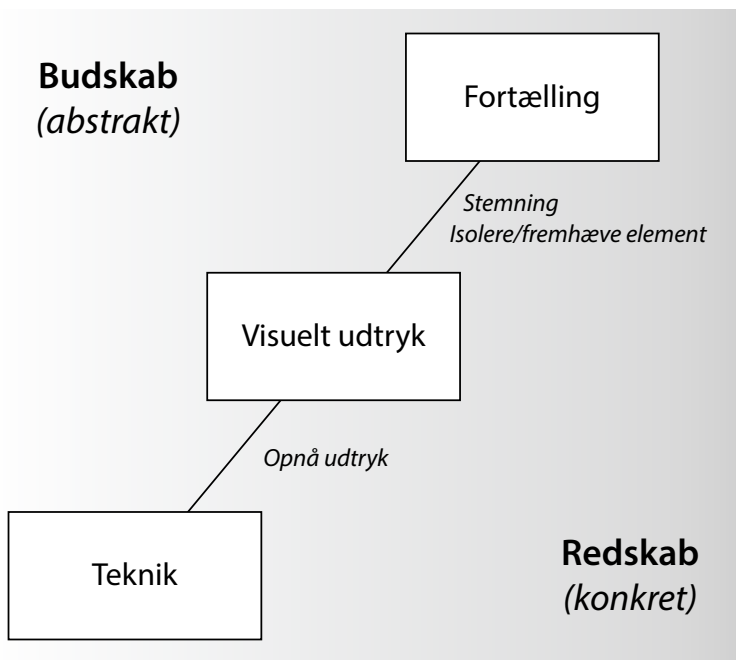 Budskab
(abstrakt)
Fortælling
Stemning
Isolere/fremhæve element
Visuelt udtryk
Opnå udtryk
Teknik
Redskab
(konkret)